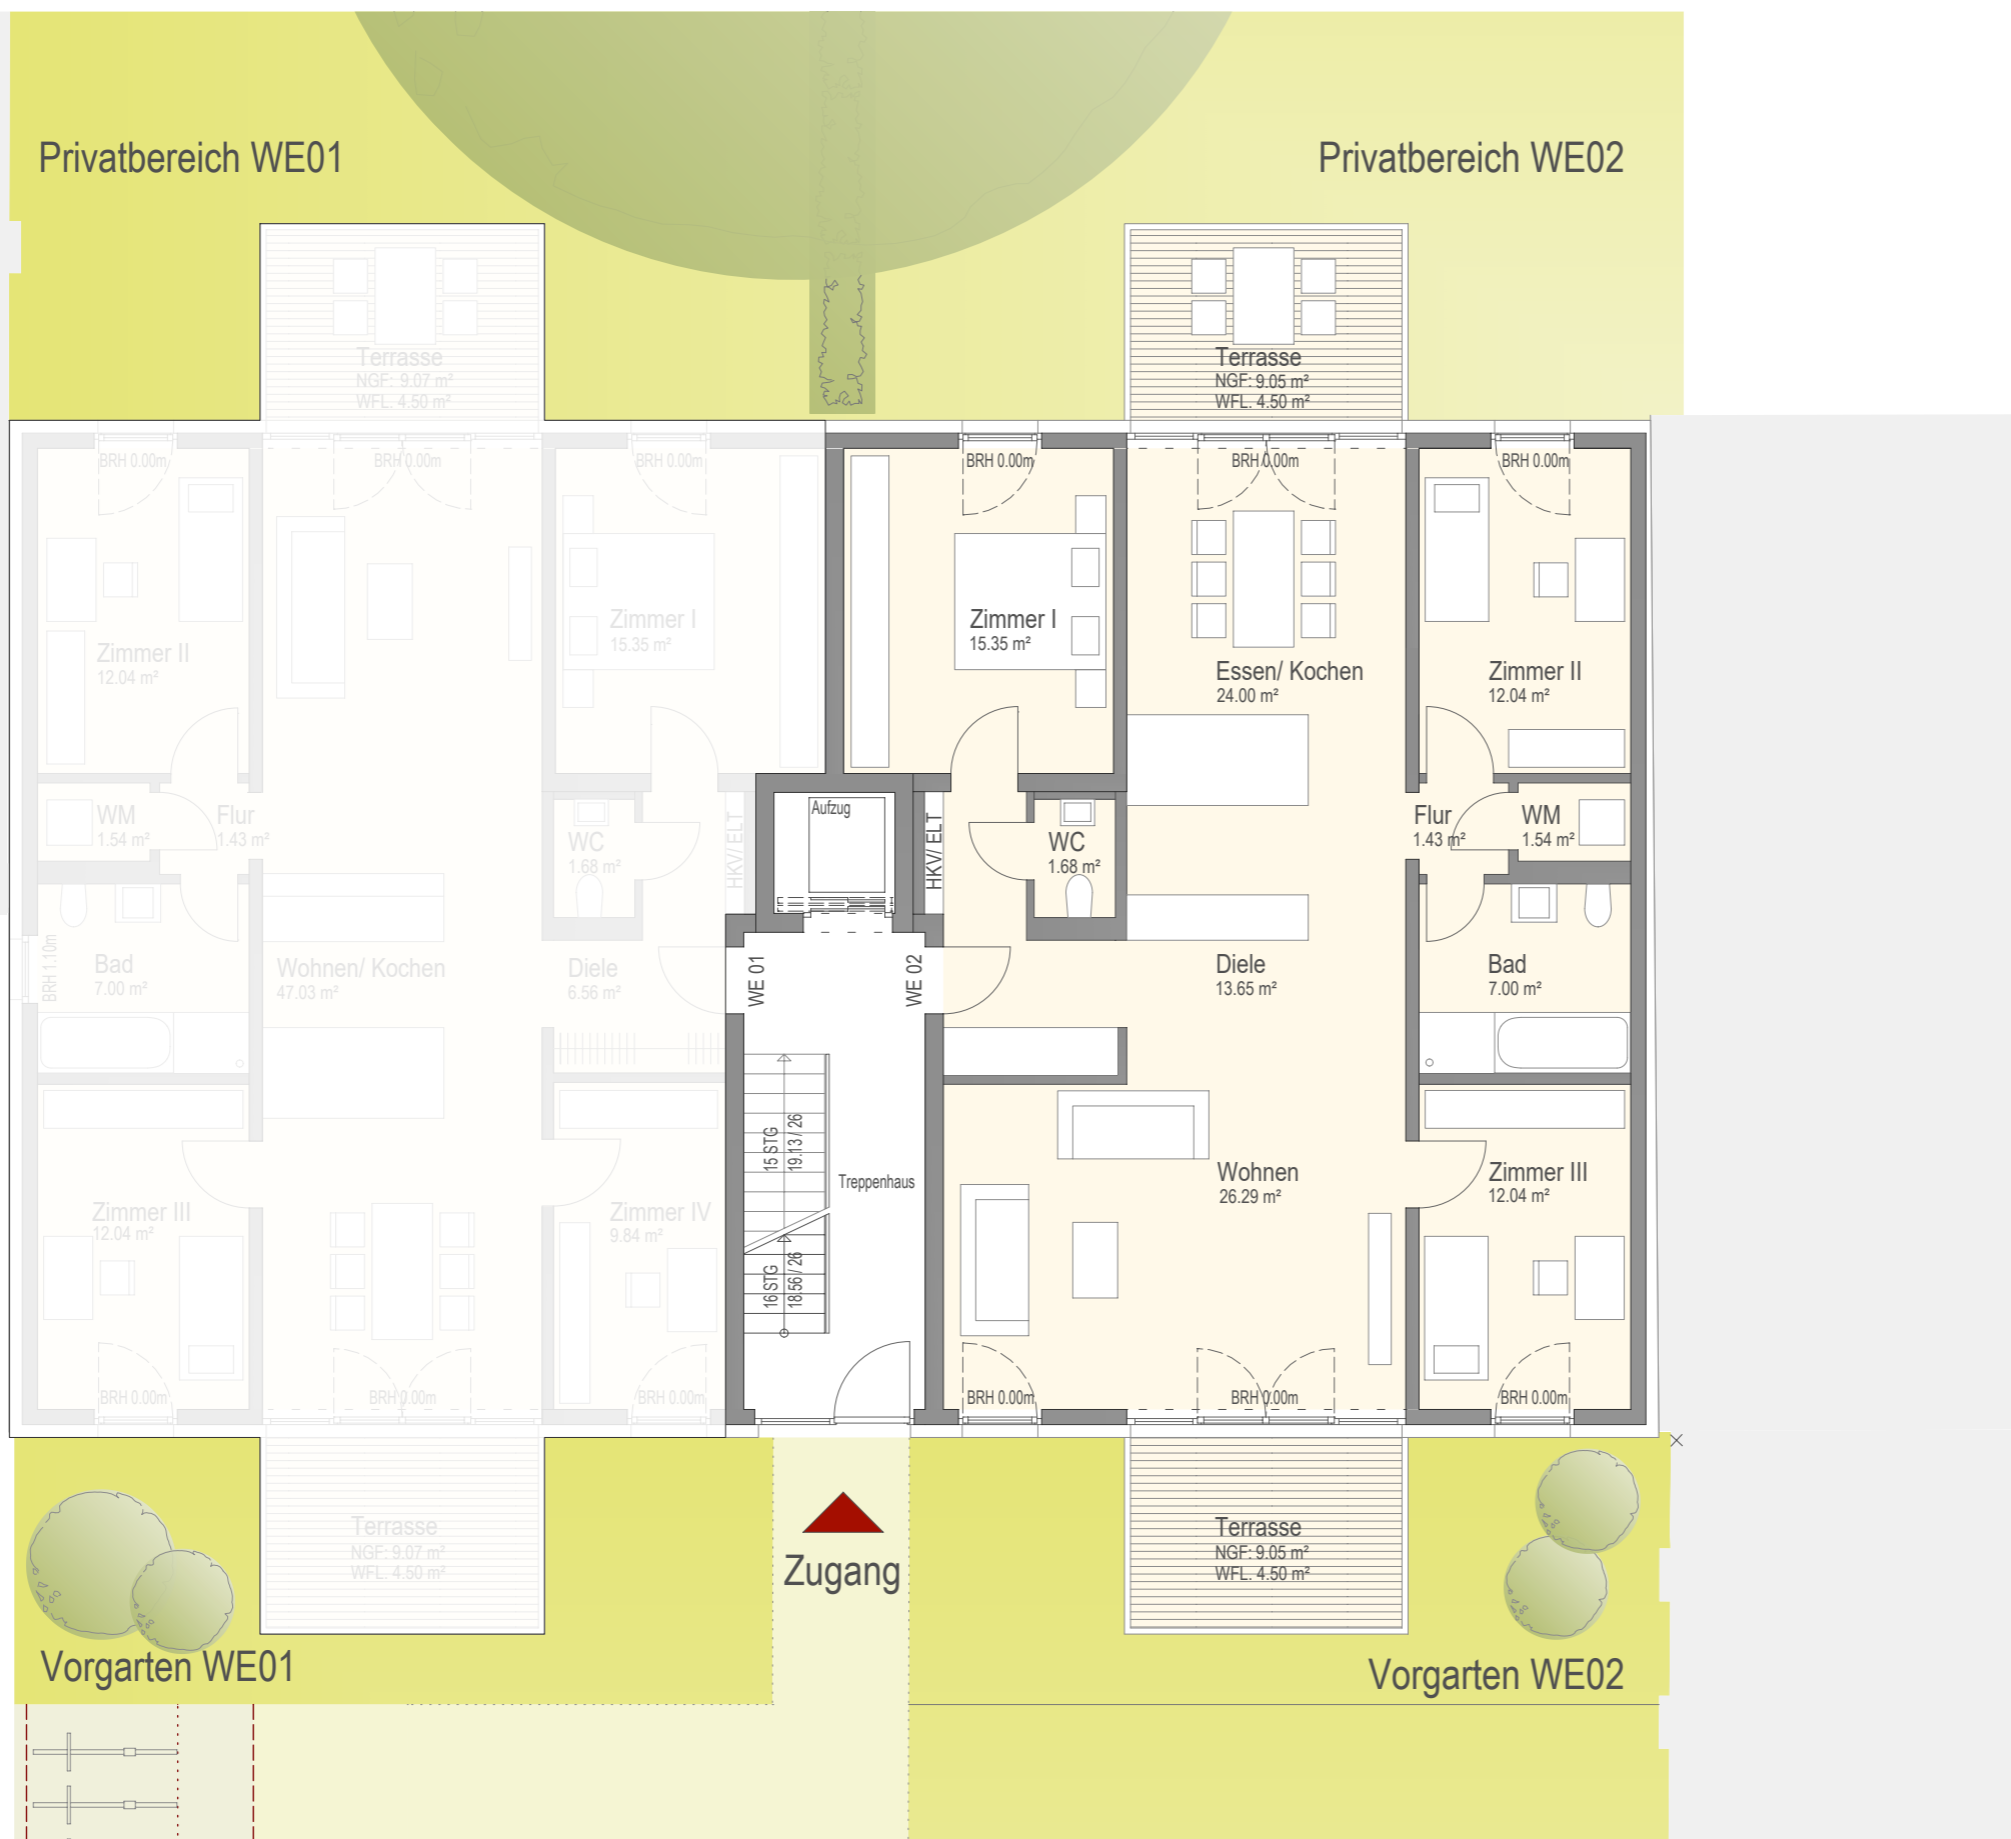 Privatbereich WE01
Privatbereich WE02
Terrasse
NGF: 9.07 m²
WFL. 4.50 m²
Terrasse
NGF: 9.05 m²
WFL. 4.50 m²
BRH 0.00m
BRH 0.00m
BRH 0.00m
BRH 0.00m
BRH 0.00m
BRH 0.00m
Zimmer II
12.04 m²
Zimmer I
15.35 m²
Zimmer I
15.35 m²
Essen/ Kochen
24.00 m²
Zimmer II
12.04 m²
WM
1.54 m²
Flur
1.43 m²
WC
1.68 m²
HKV/ ELT
Aufzug
HKV/ ELT
WC
1.68 m²
Flur
1.43 m²
WM
1.54 m²
BRH 1.10m
Bad
7.00 m²
Wohnen/ Kochen
47.03 m²
Diele
6.56 m²
WE 01
WE 02
Diele
13.65 m²
Bad
7.00 m²
15 STG
19.13 / 26
Treppenhaus
16 STG
18.56 / 26
Zimmer III
12.04 m²
Zimmer IV
9.84 m²
Wohnen
26.29 m²
Zimmer III
12.04 m²
BRH 0.00m
BRH 0.00m
BRH 0.00m
BRH 0.00m
BRH 0.00m
BRH 0.00m
Terrasse
NGF: 9.07 m²
WFL. 4.50 m²
Zugang
Terrasse
NGF: 9.05 m²
WFL. 4.50 m²
Vorgarten WE01
Vorgarten WE02